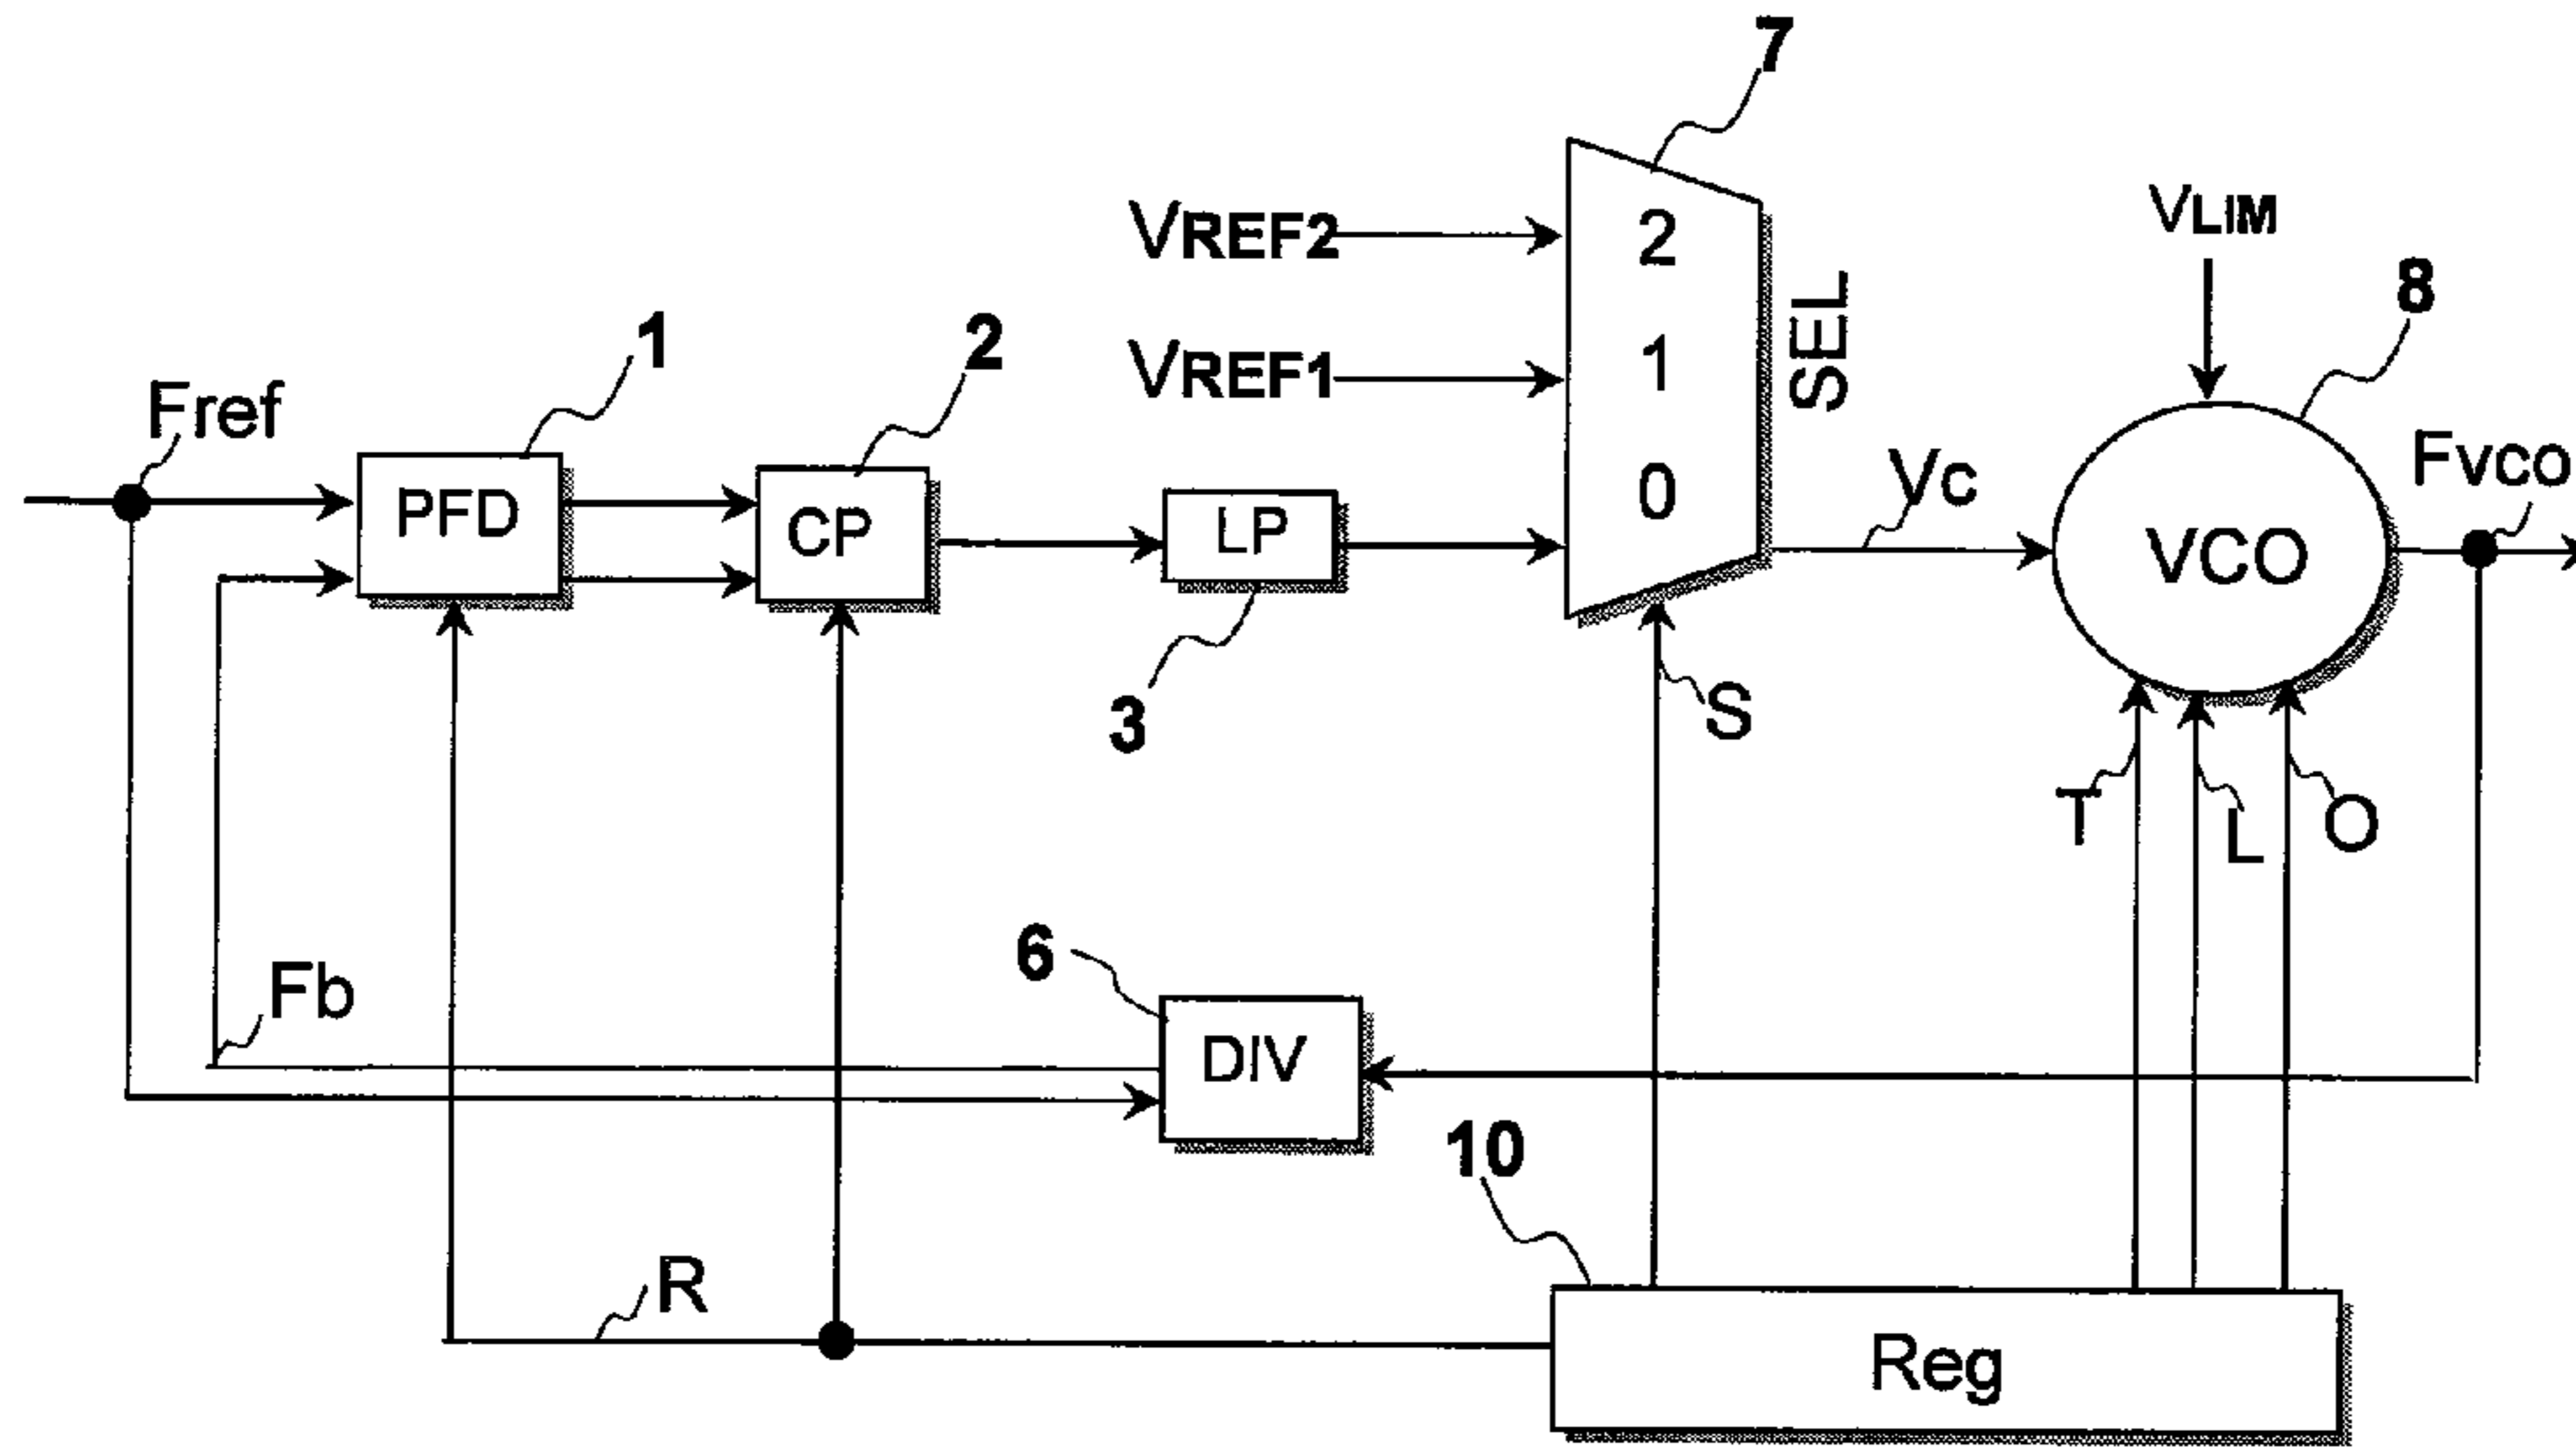 7
VREF2
2
VLIM
8
SEL
1
2
VREF1
1
Fref
Fvco
PFD
CP
LP
0
Vc
VCO
3
S
T
L
O
6
Fb
DIV
10
R
Reg